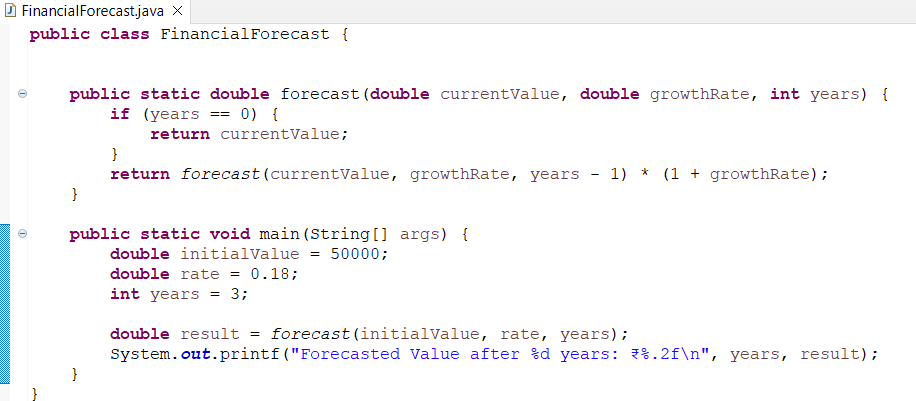 FinancialForecast.java
public class FinancialForecast {
public static double forecast(double currentValue, double growthRate, int years) {
if (years == 0) {
return currentValue;
}
return forecast(currentValue, growthRate, years - 1) * (1 + growthRate);
}
public static void main(String[] args) {
double initialValue = 50000;
double rate = 0.18;
int years = 3;
double result = forecast(initialValue, rate, years);
System.out.printf("Forecasted Value after %d years: ₹%.2f\n", years, result);
}
}